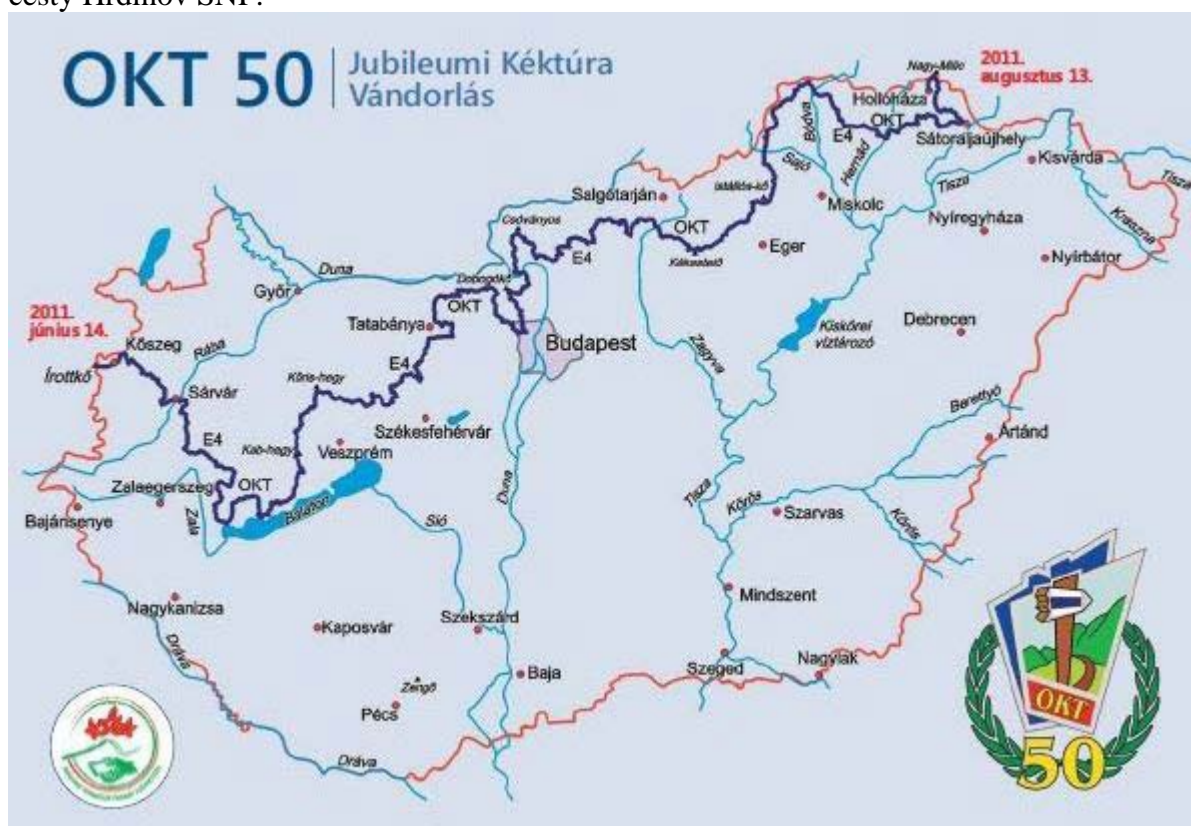 cesty Hrdinov SNP.
OKT 50
Jubileumi Kéktúra
Vándorlás
2011.
augusztus 13.
Nagy-Milic
Hollóháza
OKT
Bódva
E4
Sátoraljaújhely
Hernád
Sajó
Kisvárda
Tisza
Tisza
Istállós-kő
Salgótarján
Miskolc
Kraszna
Nyíregyháza
Csóványos
OKT
Eger
E4
Kékestető
Nyírbátor
Duna
Dobogókő
Győr
OKT
2011.
június 14.
Tatabánya
Kiskörei
víztározó
Debrecen
Kőszeg
Rába
Budapest
Zagyva
Írottkő
E4
Kőris-hegy
Sárvár
Berettyó
Székesfehérvár
E4
Kab-hegy
Veszprém
Ártánd
Zalaegerszeg
OKT
Duna
Tisza
Balaton
Körös
Szarvas
Bajánsenye
Zala
Sió
Körös
Mindszent
Nagykanizsa
Szekszárd
Kaposvár
Dráva
Szeged
Nagylak
Baja
Zengő
Pécs
OKT
Dráva
50